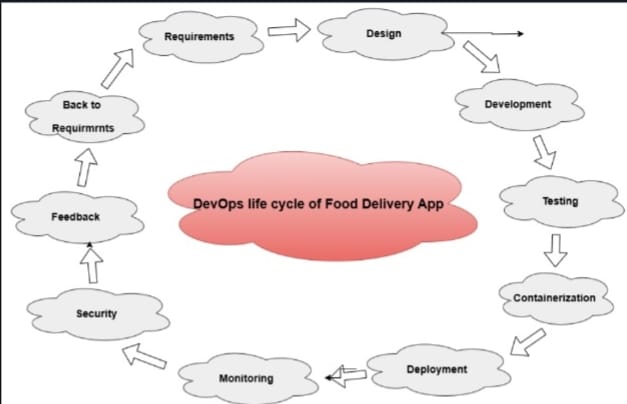 Requirements
Design
Development
Testing
Containerization
Deployment
Monitoring
Security
Feedback
Back to
Requirmrnts
DevOps life cycle of Food Delivery App